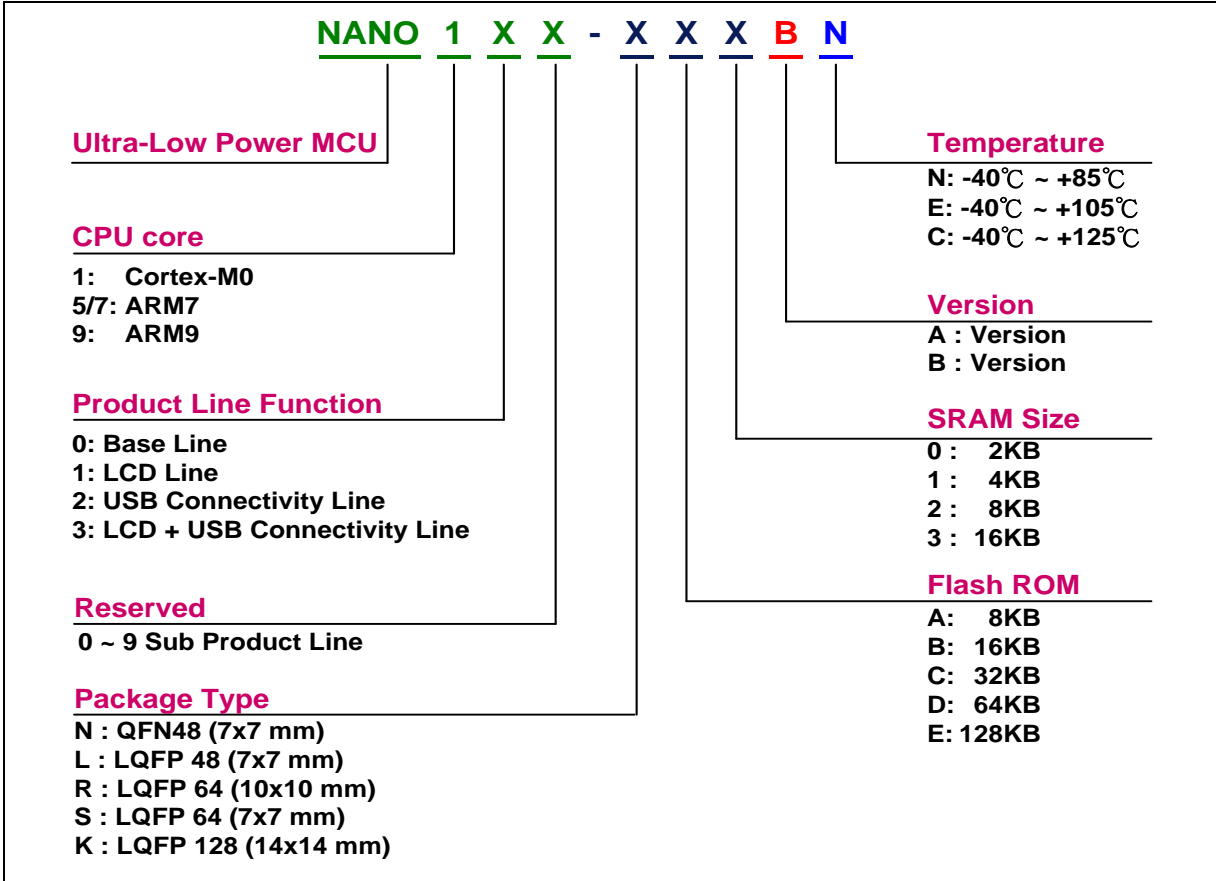 NANO 1 X X - X X X B N
Ultra-Low Power MCU
CPU core
1: Cortex-M0
5/7: ARM7
9: ARM9
Product Line Function
0: Base Line
1: LCD Line
2: USB Connectivity Line
3: LCD + USB Connectivity Line
Reserved
0 ~ 9 Sub Product Line
Package Type
N : QFN48 (7x7 mm)
L : LQFP 48 (7x7 mm)
R : LQFP 64 (10x10 mm)
S : LQFP 64 (7x7 mm)
K : LQFP 128 (14x14 mm)
Temperature
N: -40℃ ~ +85℃
E: -40℃ ~ +105℃
C: -40℃ ~ +125℃
Version
A : Version
B : Version
SRAM Size
0 : 2KB
1 : 4KB
2 : 8KB
3 : 16KB
Flash ROM
A: 8KB
B: 16KB
C: 32KB
D: 64KB
E: 128KB